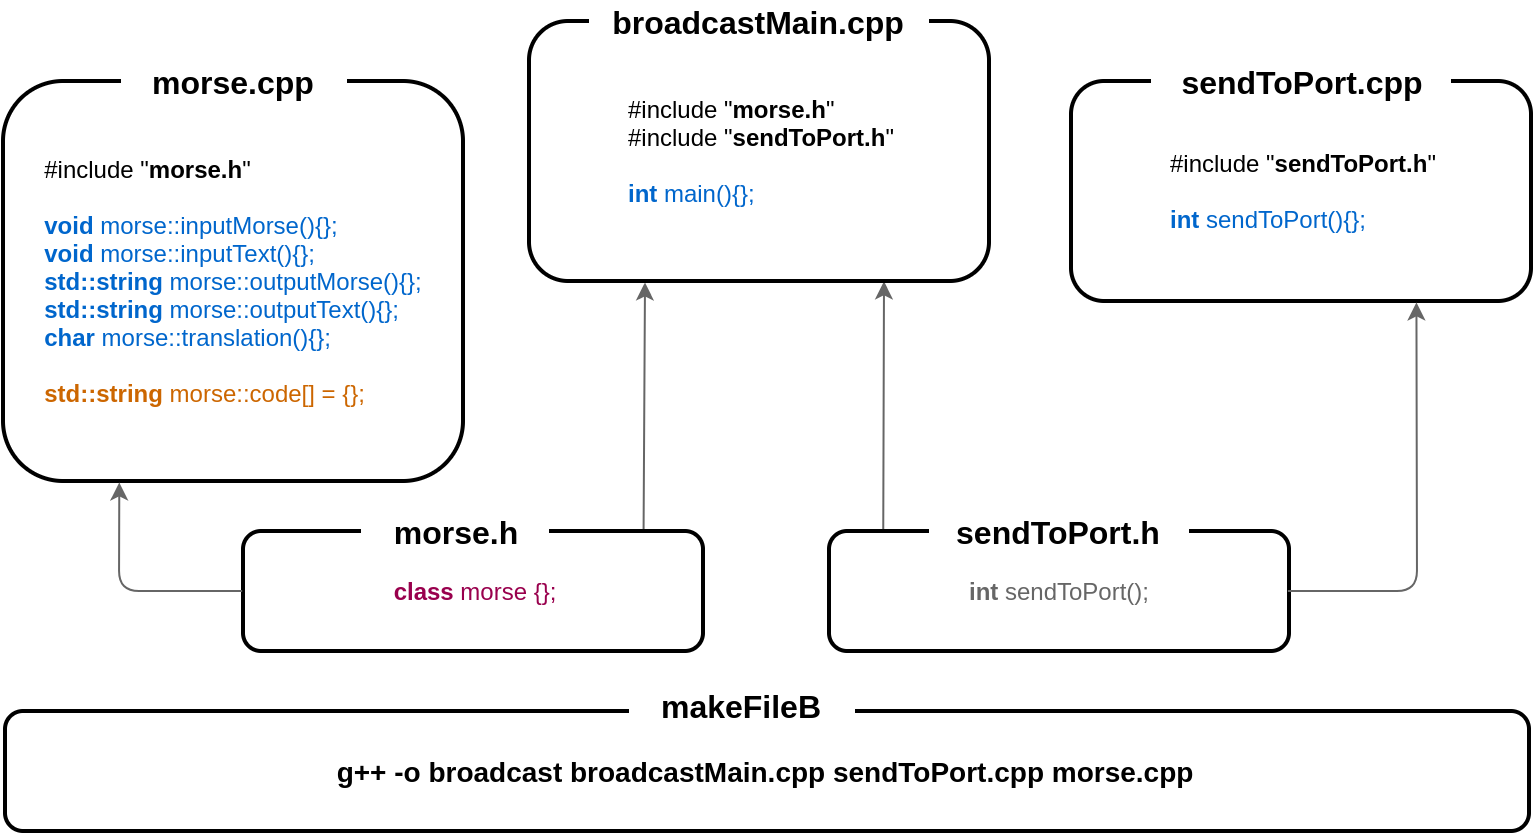 morse.cpp
#include "morse.h"
void morse::inputMorse(){};
void morse::inputText(){};
std::string morse::outputMorse(){};
std::string morse::outputText(){};
char morse::translation(){};
std::string morse::code[] = {};
broadcastMain.cpp
#include "morse.h"
#include "sendToPort.h"
int main(){};
sendToPort.cpp
#include "sendToPort.h"
int sendToPort(){};
morse.h
class morse {};
sendToPort.h
int sendToPort();
makeFileB
g++ -o broadcast broadcastMain.cpp sendToPort.cpp morse.cpp